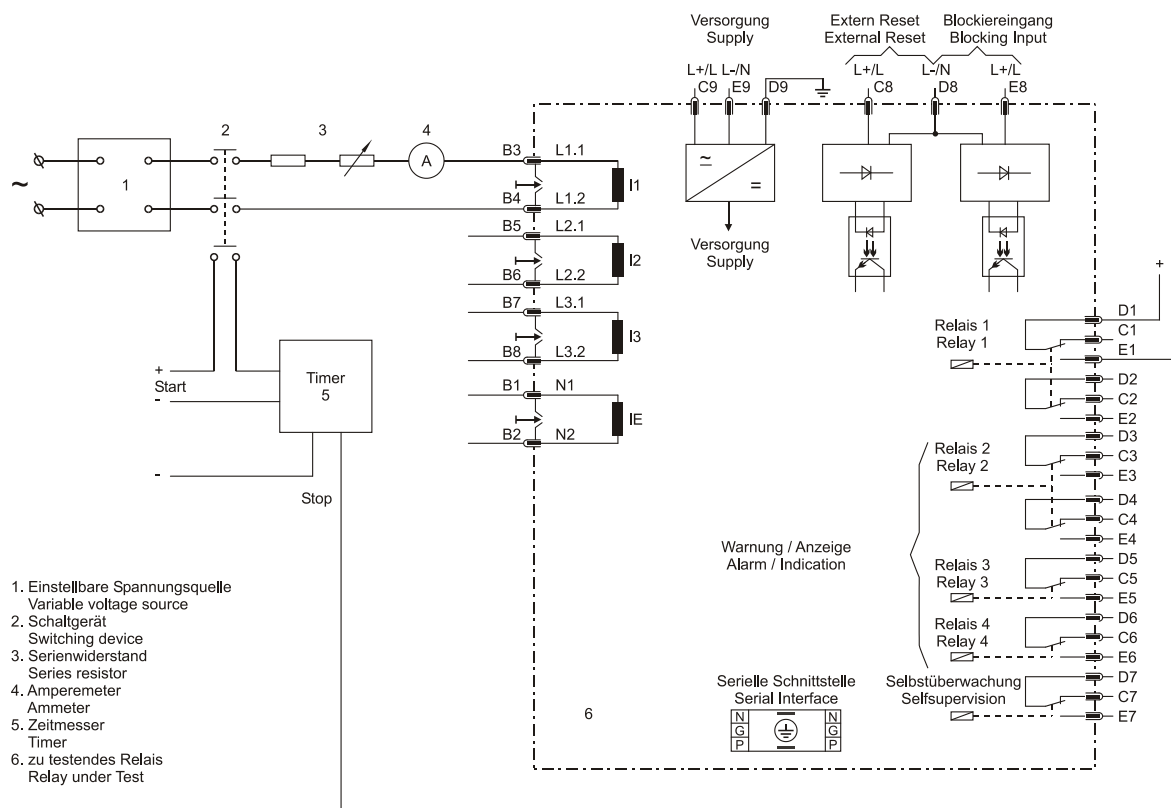 Versorgung
Supply
Extern Reset
External Reset
Blockiereingang
Blocking Input
L+/L L-/N
C9 E9 D9
L+/L
C8
L-/N
D8
L+/L
E8
2 3 4
~
1
A
B3 L1.1
I1
B4 L1.2
B5 L2.1
I2
B6 L2.2
B7 L3.1
I3
B8 L3.2
B1 N1
IE
B2 N2
~
=
Versorgung
Supply
+
Start
-
-
Timer
5
Stop
+
Relais 1
Relay 1
D1
C1
E1
D2
C2
E2
Relais 2
Relay 2
D3
C3
E3
D4
C4
E4
Warnung / Anzeige
Alarm / Indication
Relais 3
Relay 3
D5
C5
E5
Relais 4
Relay 4
D6
C6
E6
Selbstüberwachung
Selfsupervision
D7
C7
E7
Serielle Schnittstelle
Serial Interface
N N
G G
P P
6
1. Einstellbare Spannungsquelle
Variable voltage source
2. Schaltgerät
Switching device
3. Serienwiderstand
Series resistor
4. Amperemeter
Ammeter
5. Zeitmesser
Timer
6. zu testendes Relais
Relay under Test